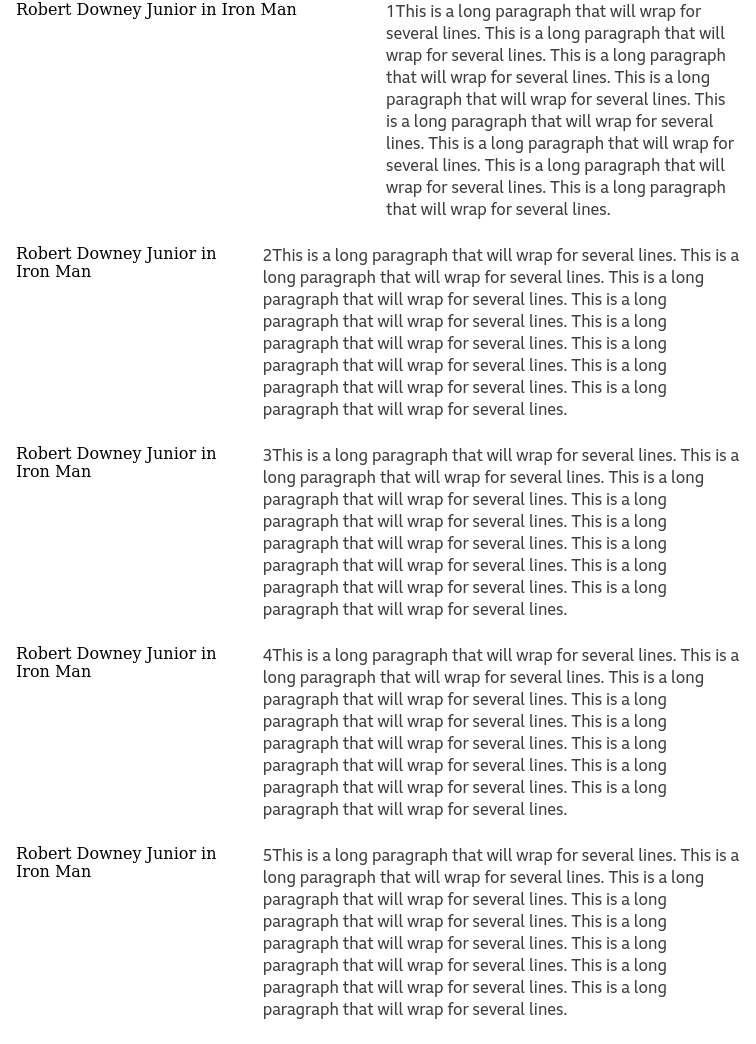 Robert Downey Junior in Iron Man
1This is a long paragraph that will wrap for
several lines. This is a long paragraph that will
wrap for several lines. This is a long paragraph
that will wrap for several lines. This is a long
paragraph that will wrap for several lines. This
is a long paragraph that will wrap for several
lines. This is a long paragraph that will wrap for
several lines. This is a long paragraph that will
wrap for several lines. This is a long paragraph
that will wrap for several lines.
Robert Downey Junior in
Iron Man
2This is a long paragraph that will wrap for several lines. This is a
long paragraph that will wrap for several lines. This is a long
paragraph that will wrap for several lines. This is a long
paragraph that will wrap for several lines. This is a long
paragraph that will wrap for several lines. This is a long
paragraph that will wrap for several lines. This is a long
paragraph that will wrap for several lines. This is a long
paragraph that will wrap for several lines.
Robert Downey Junior in
Iron Man
3This is a long paragraph that will wrap for several lines. This is a
long paragraph that will wrap for several lines. This is a long
paragraph that will wrap for several lines. This is a long
paragraph that will wrap for several lines. This is a long
paragraph that will wrap for several lines. This is a long
paragraph that will wrap for several lines. This is a long
paragraph that will wrap for several lines. This is a long
paragraph that will wrap for several lines.
Robert Downey Junior in
Iron Man
4This is a long paragraph that will wrap for several lines. This is a
long paragraph that will wrap for several lines. This is a long
paragraph that will wrap for several lines. This is a long
paragraph that will wrap for several lines. This is a long
paragraph that will wrap for several lines. This is a long
paragraph that will wrap for several lines. This is a long
paragraph that will wrap for several lines. This is a long
paragraph that will wrap for several lines.
Robert Downey Junior in
Iron Man
5This is a long paragraph that will wrap for several lines. This is a
long paragraph that will wrap for several lines. This is a long
paragraph that will wrap for several lines. This is a long
paragraph that will wrap for several lines. This is a long
paragraph that will wrap for several lines. This is a long
paragraph that will wrap for several lines. This is a long
paragraph that will wrap for several lines. This is a long
paragraph that will wrap for several lines.